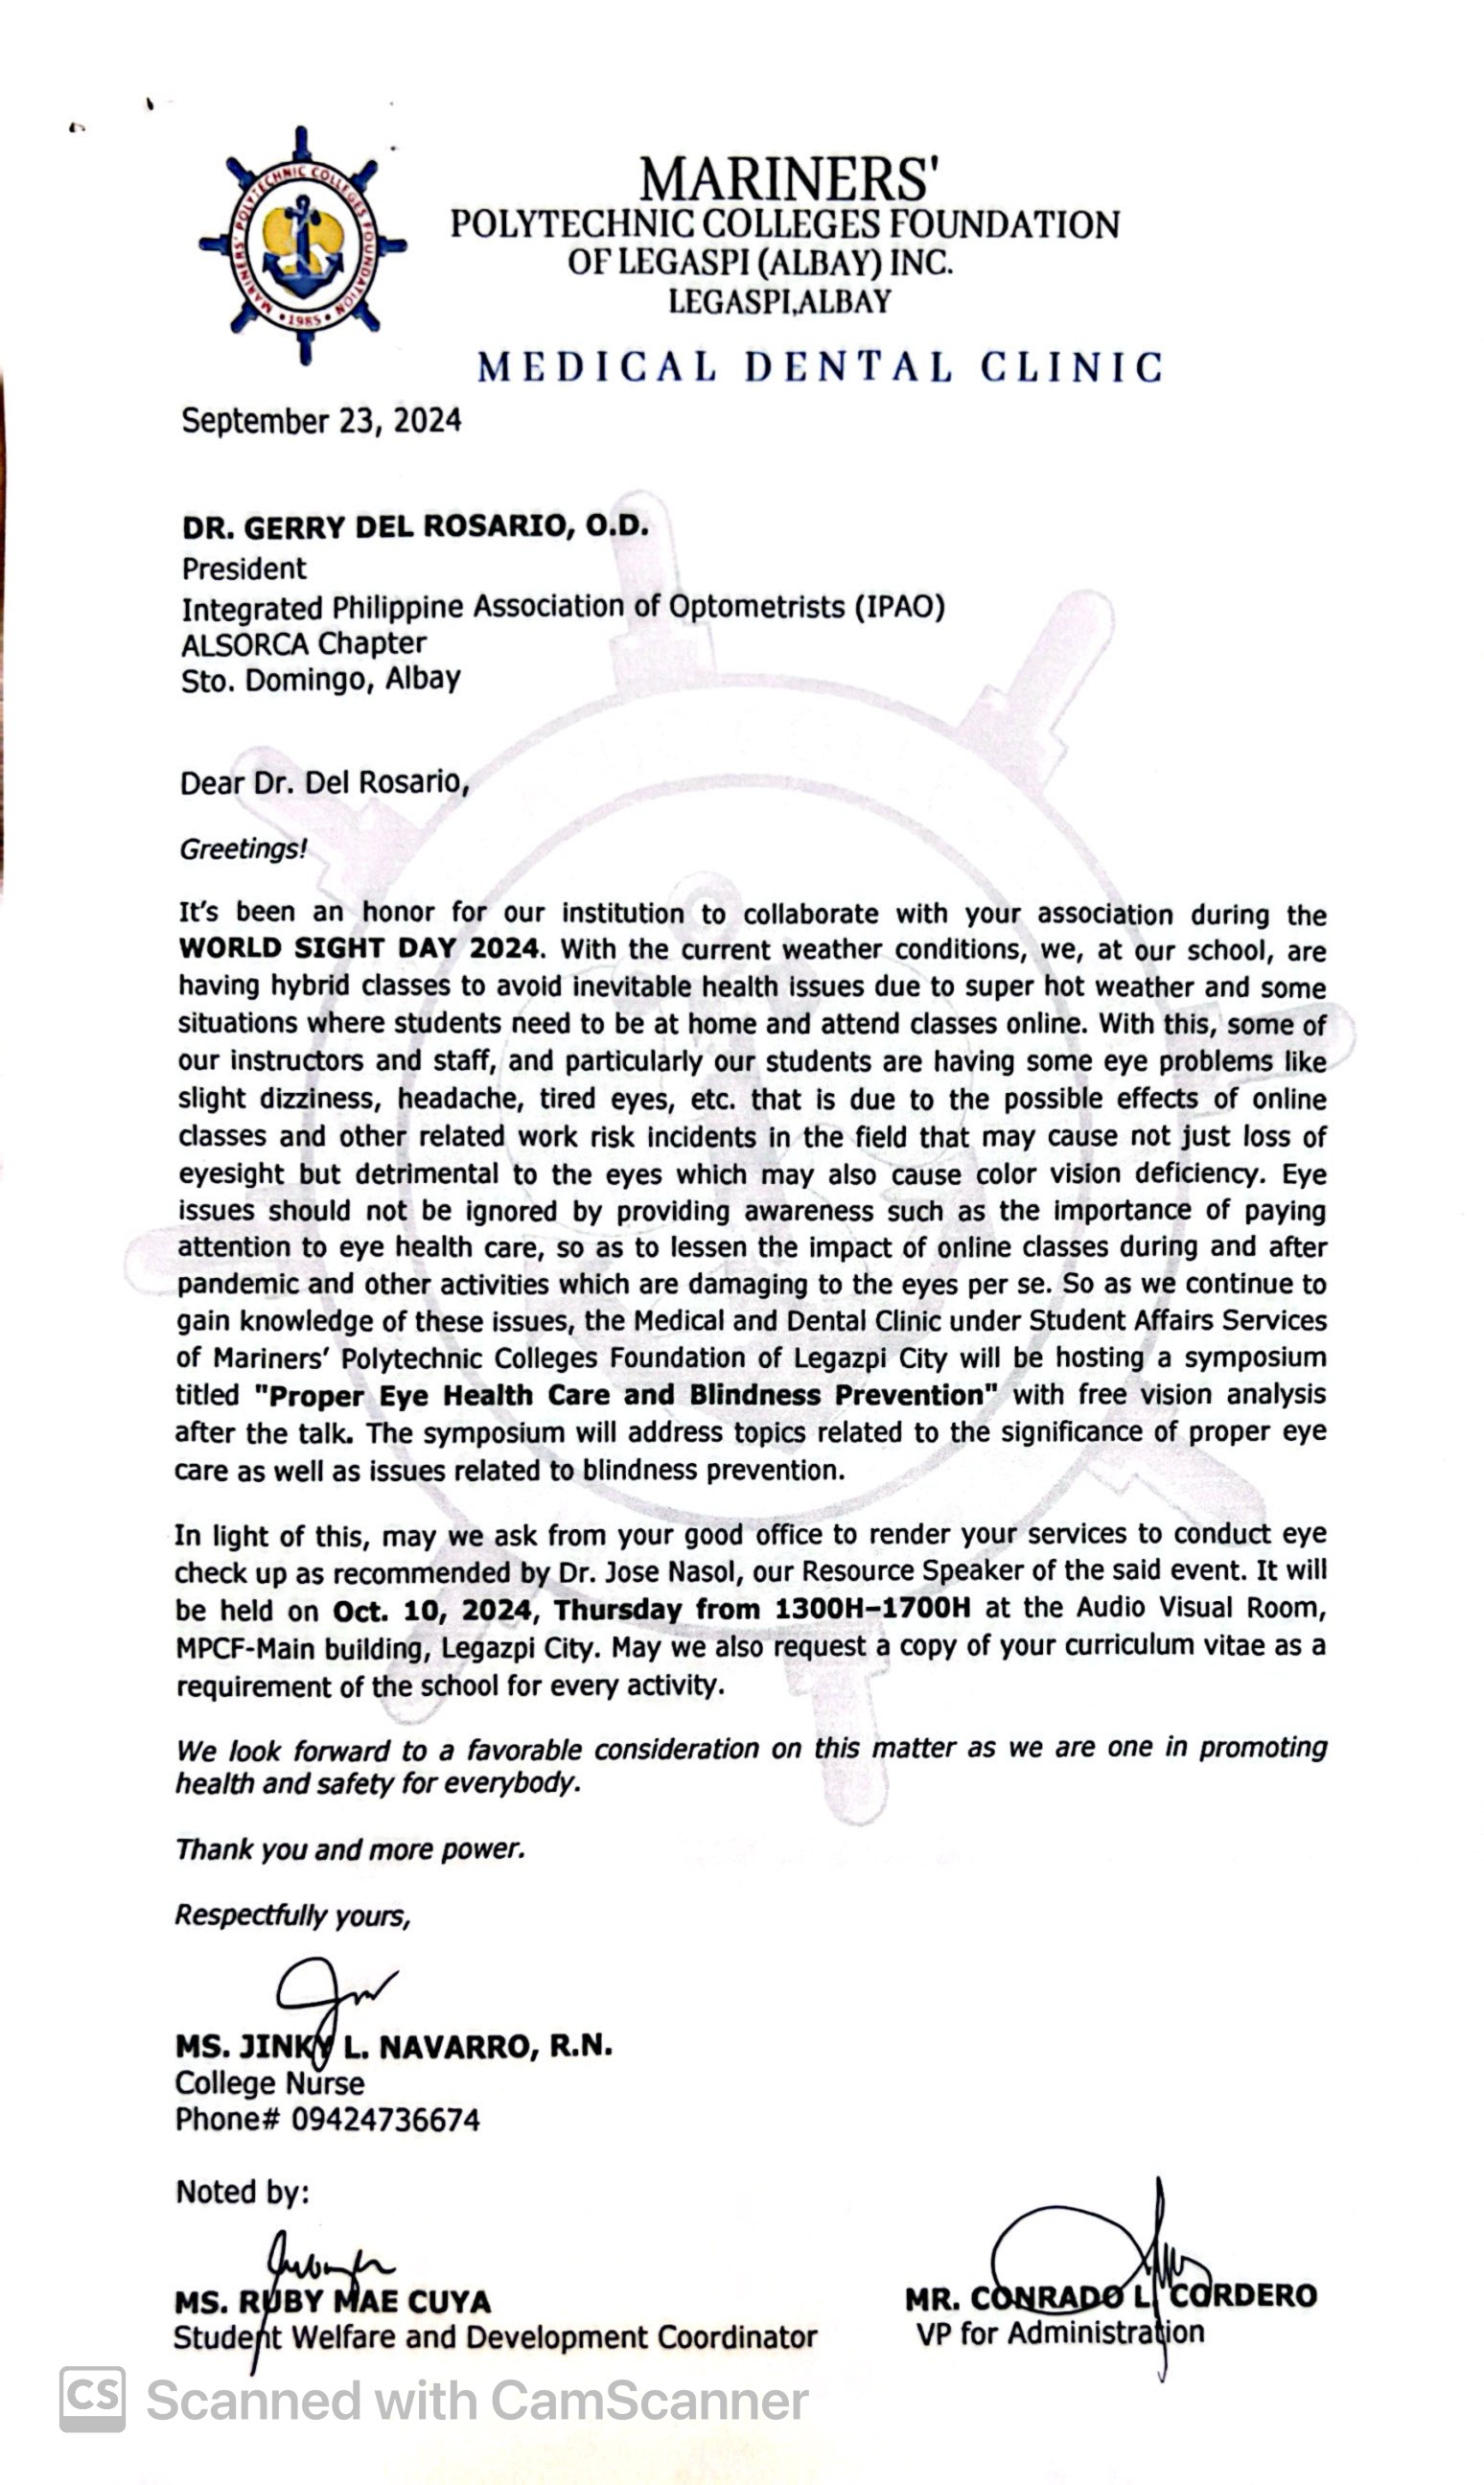 MARINERS' POLYTECHNIC COLLEGES FOUNDATION
• 1985 •
MARINERS'
POLYTECHNIC COLLEGES FOUNDATION
OF LEGASPI (ALBAY) INC.
LEGASPI,ALBAY
MEDICAL DENTAL CLINIC
September 23, 2024
DR. GERRY DEL ROSARIO, O.D.
President
Integrated Philippine Association of Optometrists (IPAO)
ALSORCA Chapter
Sto. Domingo, Albay
Dear Dr. Del Rosario,
Greetings!
It's been an honor for our institution to collaborate with your association during the
WORLD SIGHT DAY 2024. With the current weather conditions, we, at our school, are
having hybrid classes to avoid inevitable health issues due to super hot weather and some
situations where students need to be at home and attend classes online. With this, some of
our instructors and staff, and particularly our students are having some eye problems like
slight dizziness, headache, tired eyes, etc. that is due to the possible effects of online
classes and other related work risk incidents in the field that may cause not just loss of
eyesight but detrimental to the eyes which may also cause color vision deficiency. Eye
issues should not be ignored by providing awareness such as the importance of paying
attention to eye health care, so as to lessen the impact of online classes during and after
pandemic and other activities which are damaging to the eyes per se. So as we continue to
gain knowledge of these issues, the Medical and Dental Clinic under Student Affairs Services
of Mariners' Polytechnic Colleges Foundation of Legazpi City will be hosting a symposium
titled "Proper Eye Health Care and Blindness Prevention" with free vision analysis
after the talk. The symposium will address topics related to the significance of proper eye
care as well as issues related to blindness prevention.
In light of this, may we ask from your good office to render your services to conduct eye
check up as recommended by Dr. Jose Nasol, our Resource Speaker of the said event. It will
be held on Oct. 10, 2024, Thursday from 1300H–1700H at the Audio Visual Room,
MPCF-Main building, Legazpi City. May we also request a copy of your curriculum vitae as a
requirement of the school for every activity.
We look forward to a favorable consideration on this matter as we are one in promoting
health and safety for everybody.
Thank you and more power.
Respectfully yours,
MS. JINKY L. NAVARRO, R.N.
College Nurse
Phone# 09424736674
Noted by:
MS. RUBY MAE CUYA
Student Welfare and Development Coordinator
MR. CONRADO L. CORDERO
VP for Administration
CS Scanned with CamScanner